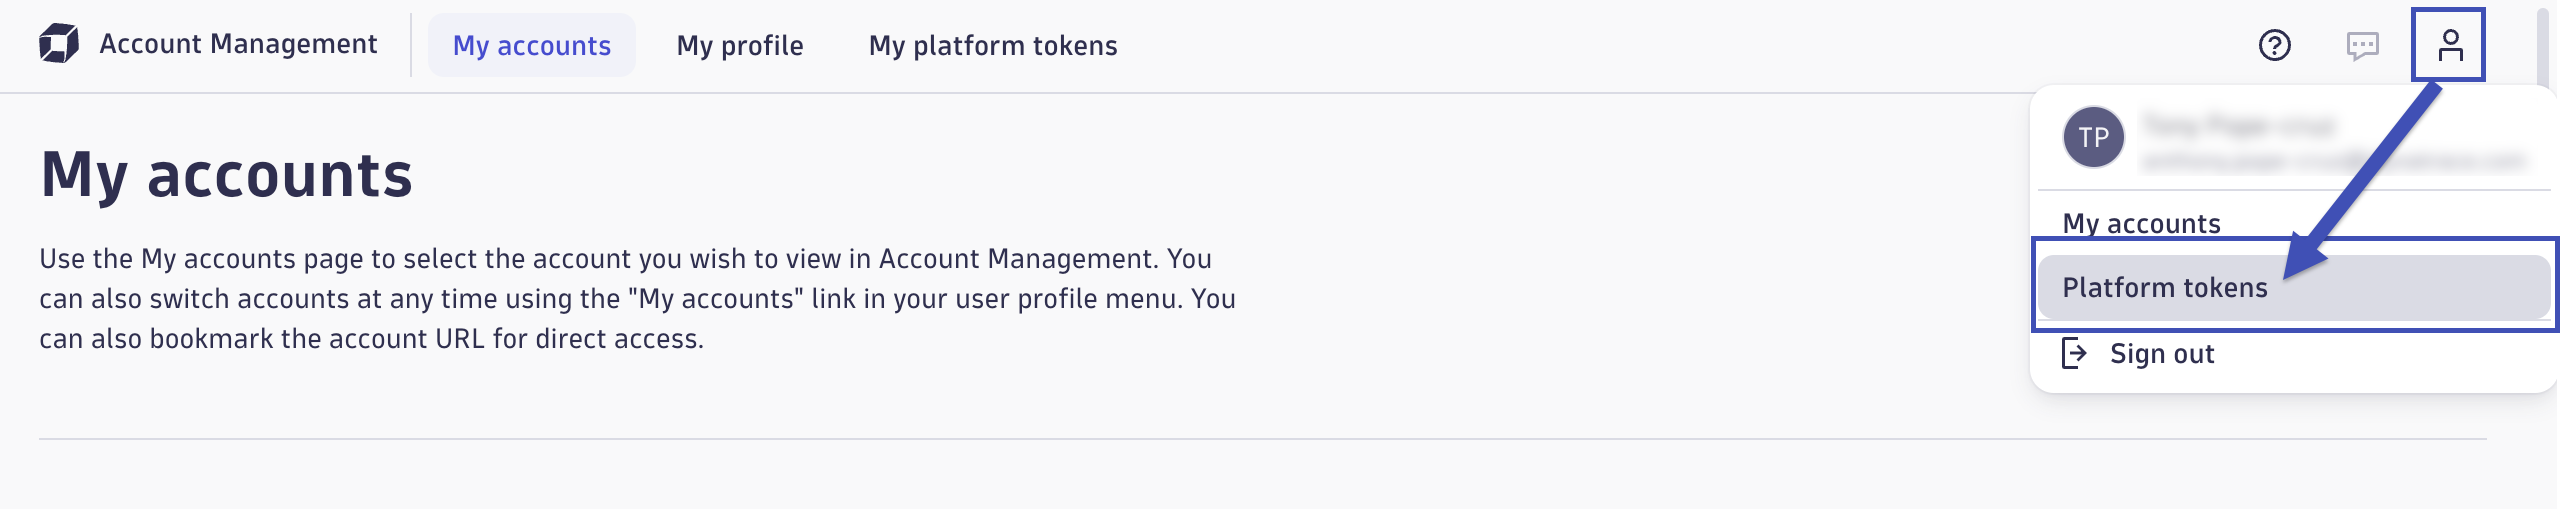 Account Management
My accounts
My profile
My platform tokens
TP
My accounts
Use the My accounts page to select the account you wish to view in Account Management. You
can also switch accounts at any time using the "My accounts" link in your user profile menu. You
can also bookmark the account URL for direct access.
My accounts
Platform tokens
Sign out